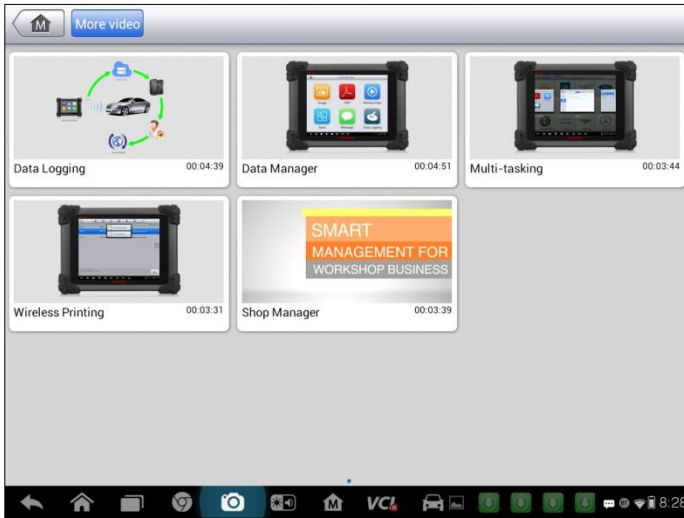 M
More video
Data Logging 00:04:39
Data Manager 00:04:51
Multi-tasking 00:03:44
SMART
MANAGEMENT FOR
WORKSHOP BUSINESS
Wireless Printing 00:03:31
Shop Manager 00:03:39
M
VCI
8:28